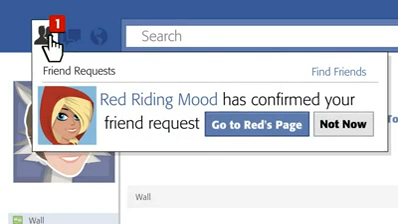 1
Search
Friend Requests
Find Friends
Red Riding Mood has confirmed your
friend request
Go to Red's Page
Not Now
To
Wall
Wall